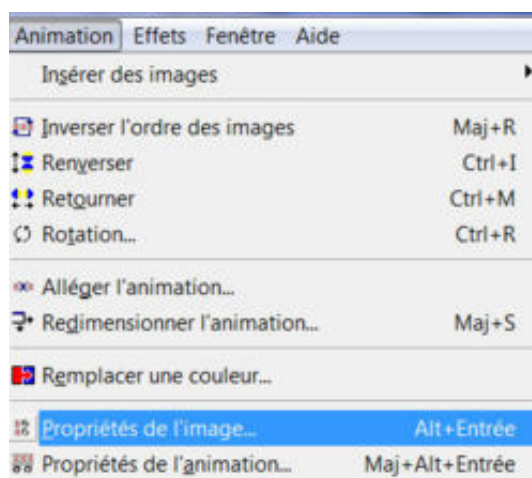 Animation Effets Fenêtre Aide
Insérer des images
Inverser l'ordre des images Maj+R
Renverser Ctrl+I
Retourner Ctrl+M
Rotation... Ctrl+R
Alléger l'animation...
Redimensionner l'animation... Maj+S
Remplacer une couleur...
Propriétés de l'image... Alt+Entrée
Propriétés de l'animation... Maj+Alt+Entrée